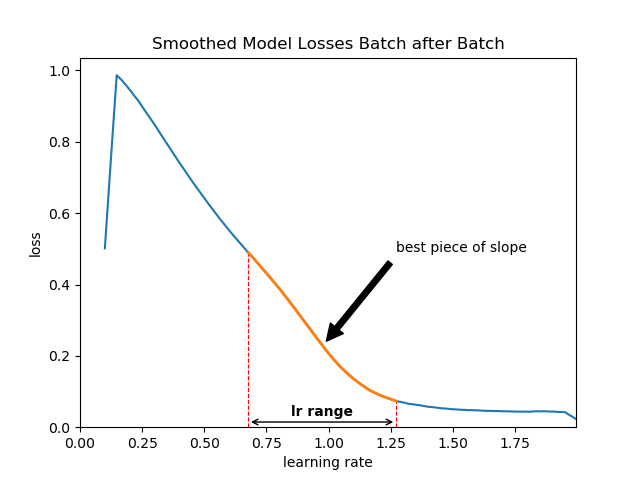 Smoothed Model Losses Batch after Batch
loss
1.0
0.8
0.6
0.4
0.2
0.0
best piece of slope
lr range
0.00 0.25 0.50 0.75 1.00 1.25 1.50 1.75
learning rate